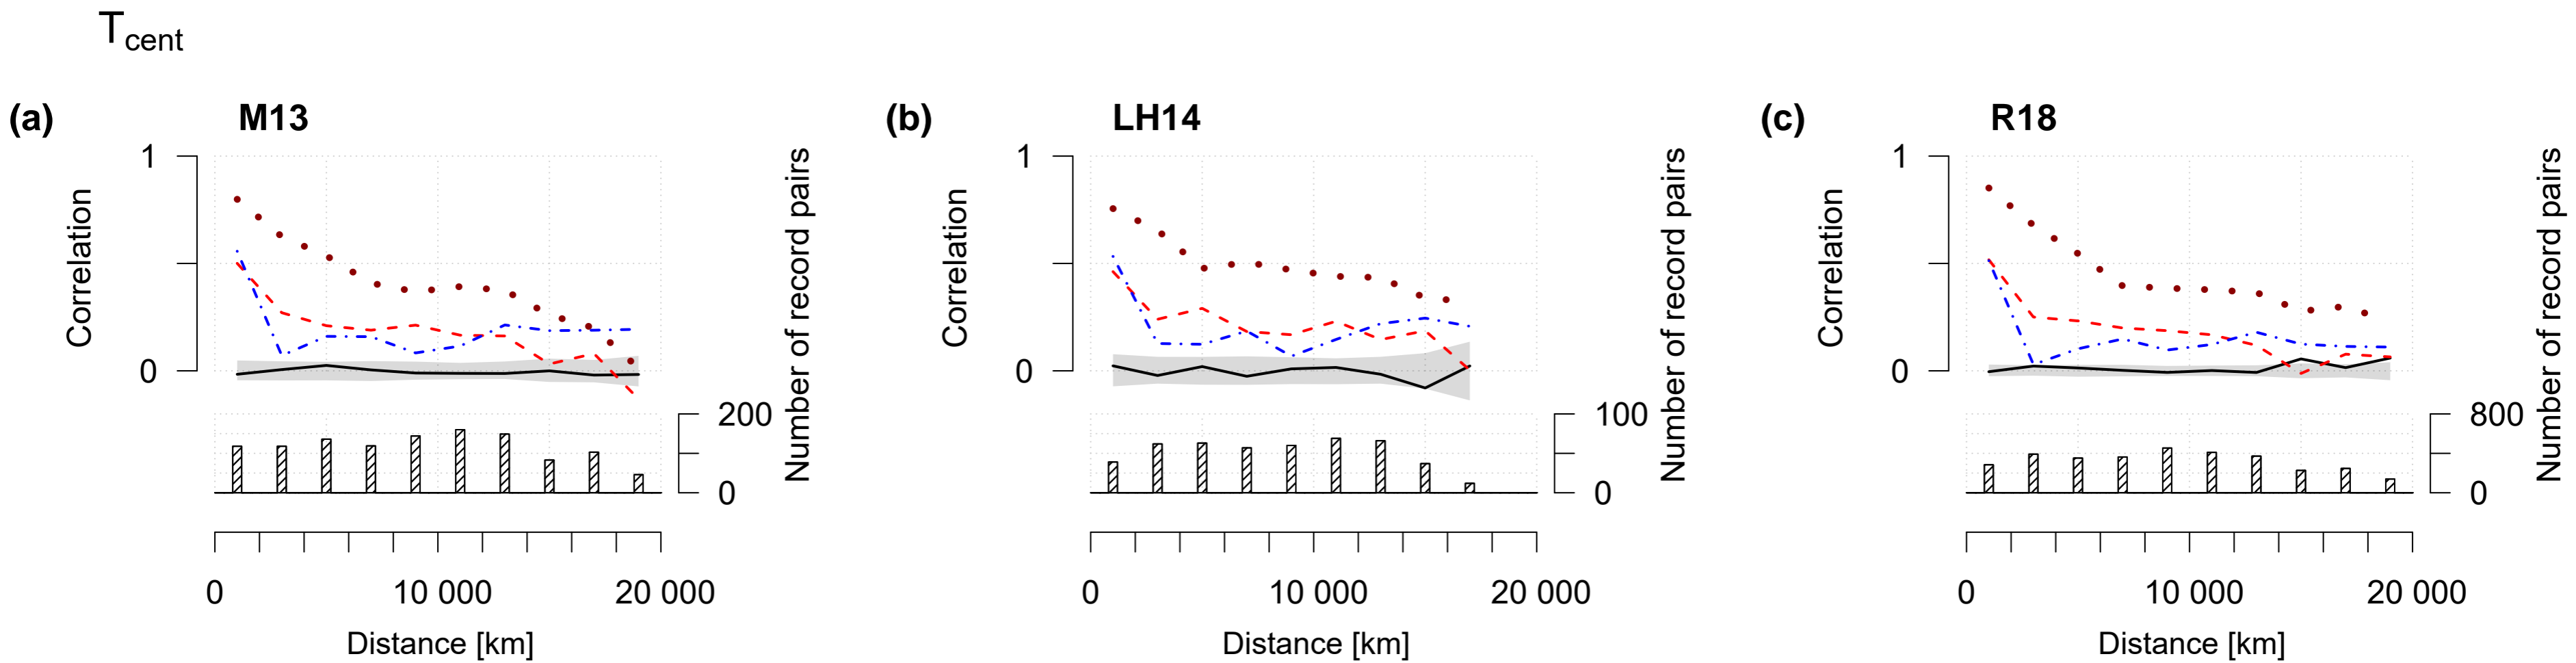 Tcent
(a) M13
1
0
Correlation
Number of record pairs
200
0
0 10 000 20 000
Distance [km]
(b) LH14
1
0
Correlation
Number of record pairs
100
0
0 10 000 20 000
Distance [km]
(c) R18
1
0
Correlation
Number of record pairs
800
0
0 10 000 20 000
Distance [km]